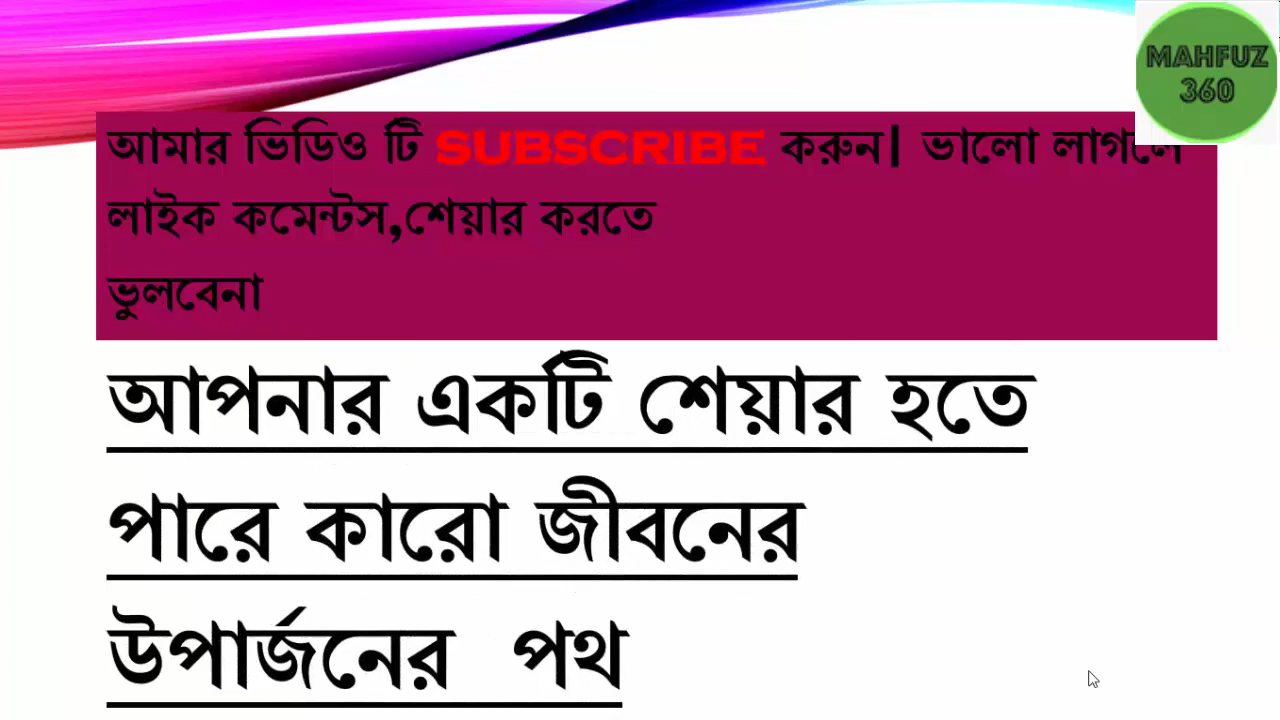 MAHFUZ
360
আমার ভিডিও টি SUBSCRIBE করুন| ভালো লাগলে
লাইক কমেন্টস,শেয়ার করতে
ভুলবেনা
আপনার একটি শেয়ার হতে
পারে কারো জীবনের
উপার্জনের পথ